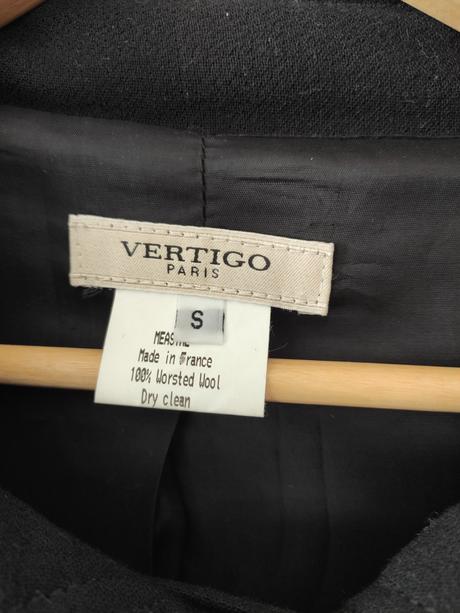 VERTIGO
PARIS
S
Made in France
100% Worsted Wool
Dry clean